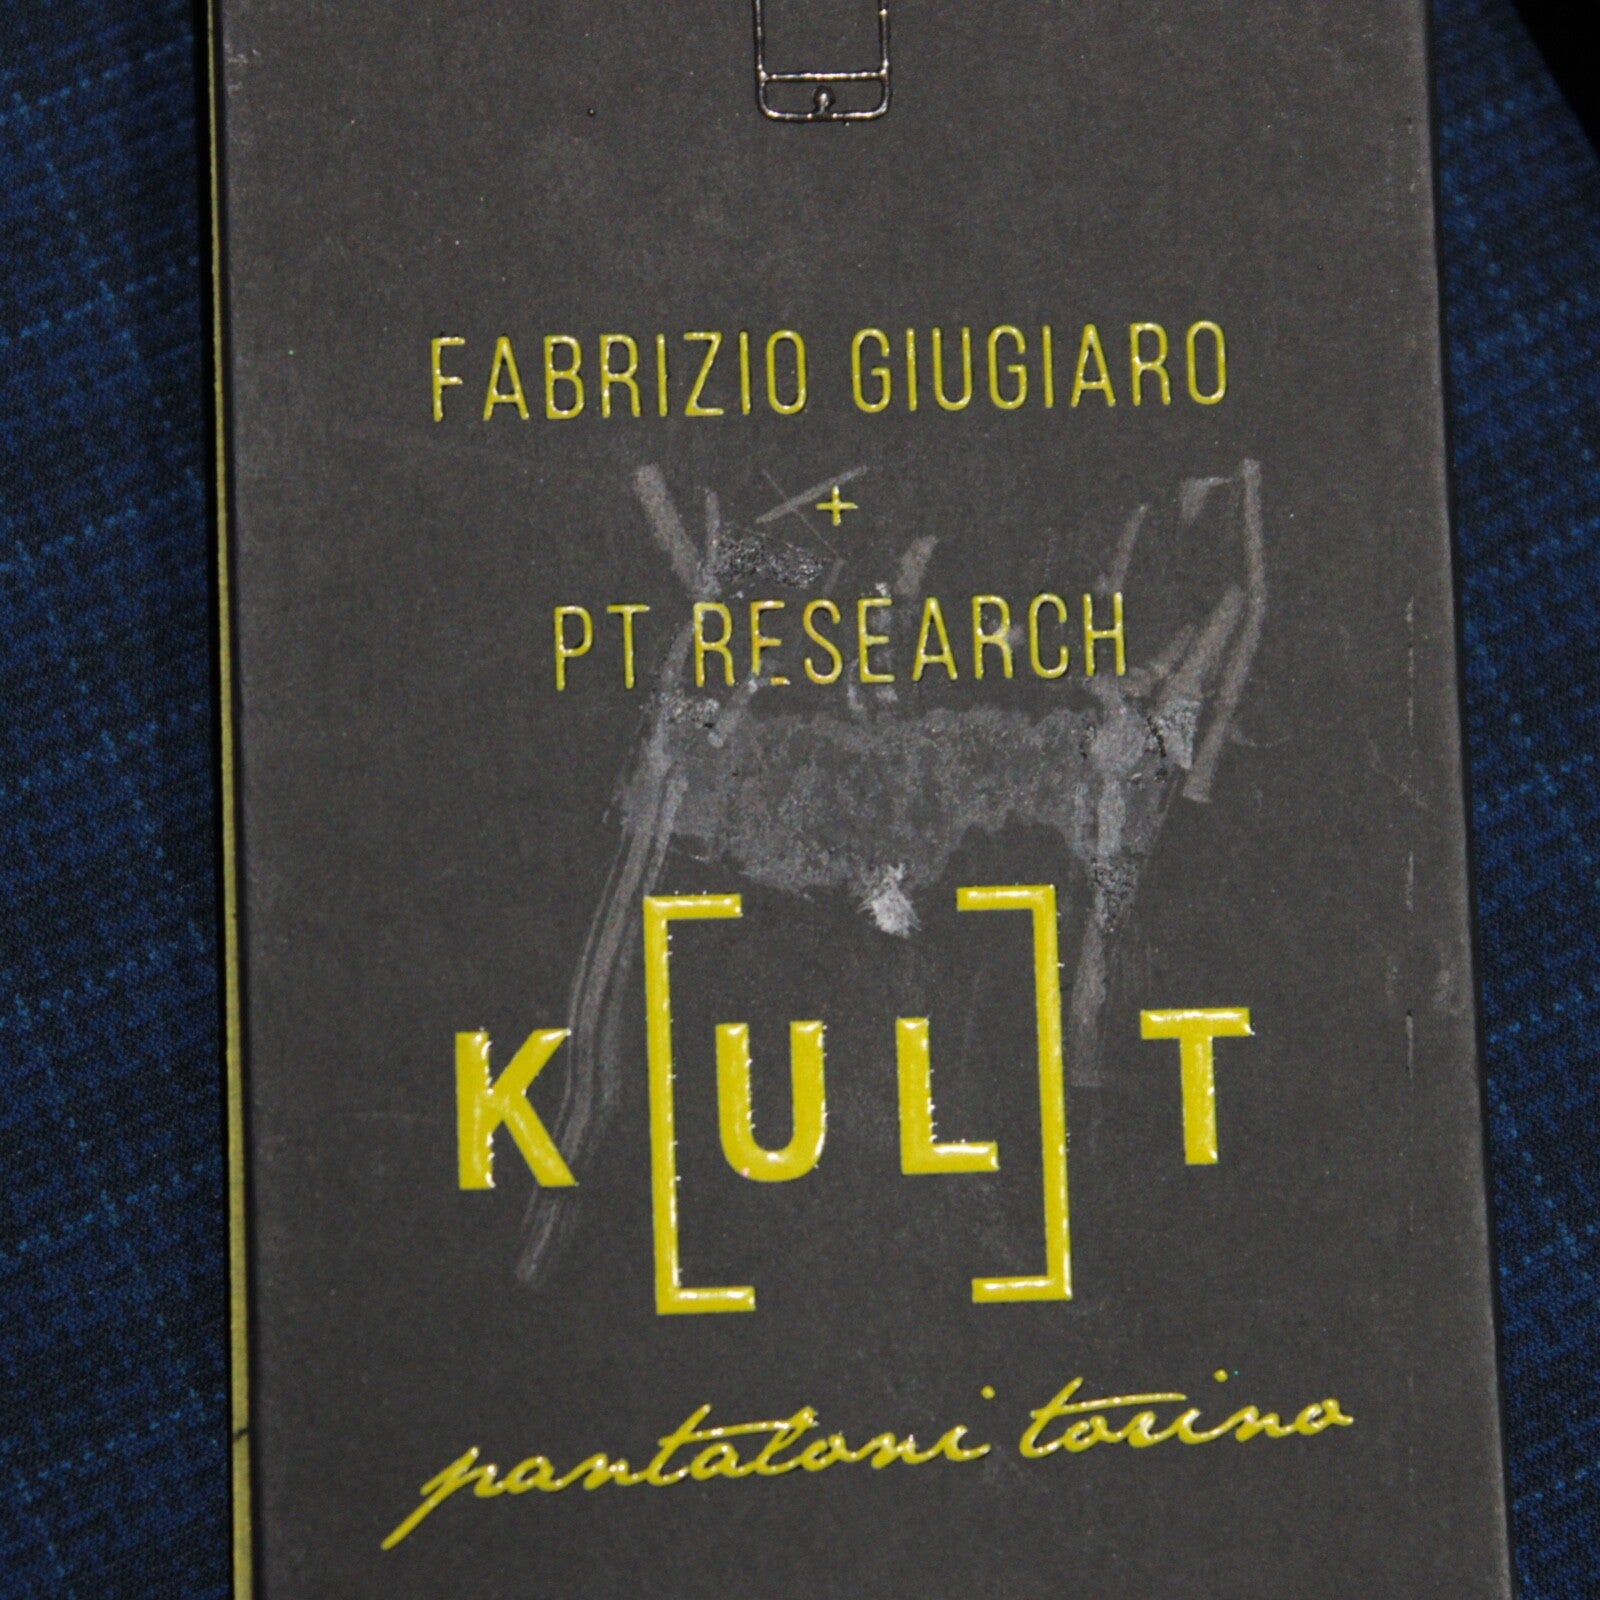 FABRIZIO GIUGIARO
+
PT RESEARCH
K[UL]T
pantaloni torino